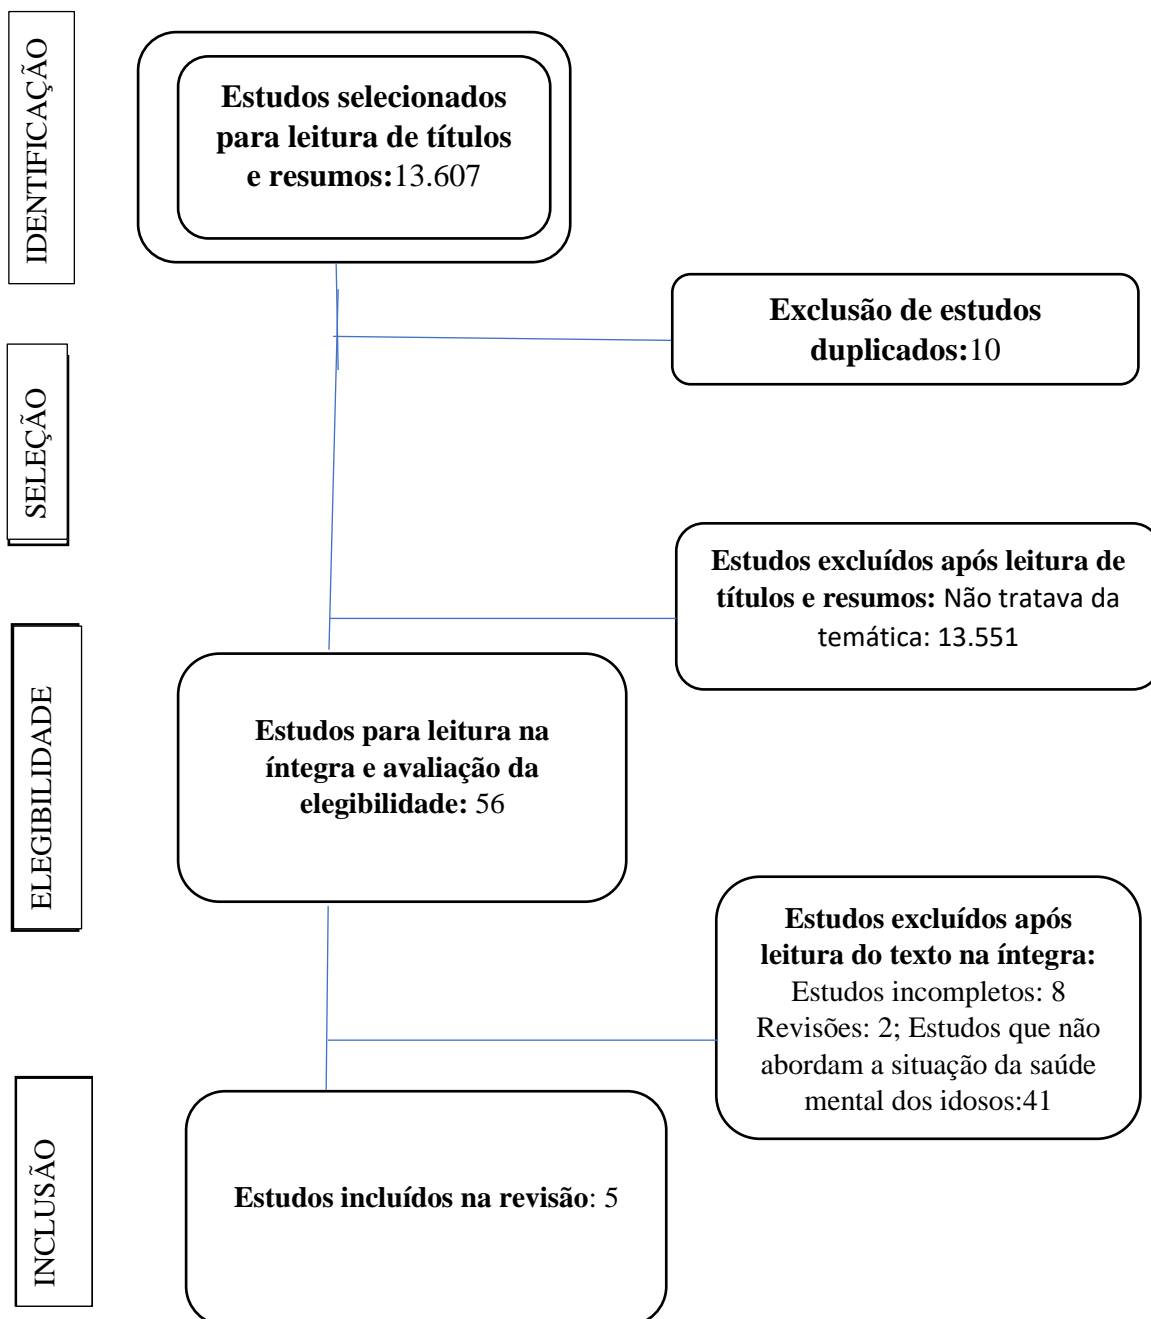 IDENTIFICAÇÃO
Estudos selecionados
para leitura de títulos
e resumos:13.607
Exclusão de estudos
duplicados:10
SELEÇÃO
Estudos excluídos após leitura de
títulos e resumos: Não tratava da
temática: 13.551
ELEGIBILIDADE
Estudos para leitura na
íntegra e avaliação da
elegibilidade: 56
Estudos excluídos após
leitura do texto na íntegra:
Estudos incompletos: 8
Revisões: 2; Estudos que não
abordam a situação da saúde
mental dos idosos:41
INCLUSÃO
Estudos incluídos na revisão: 5